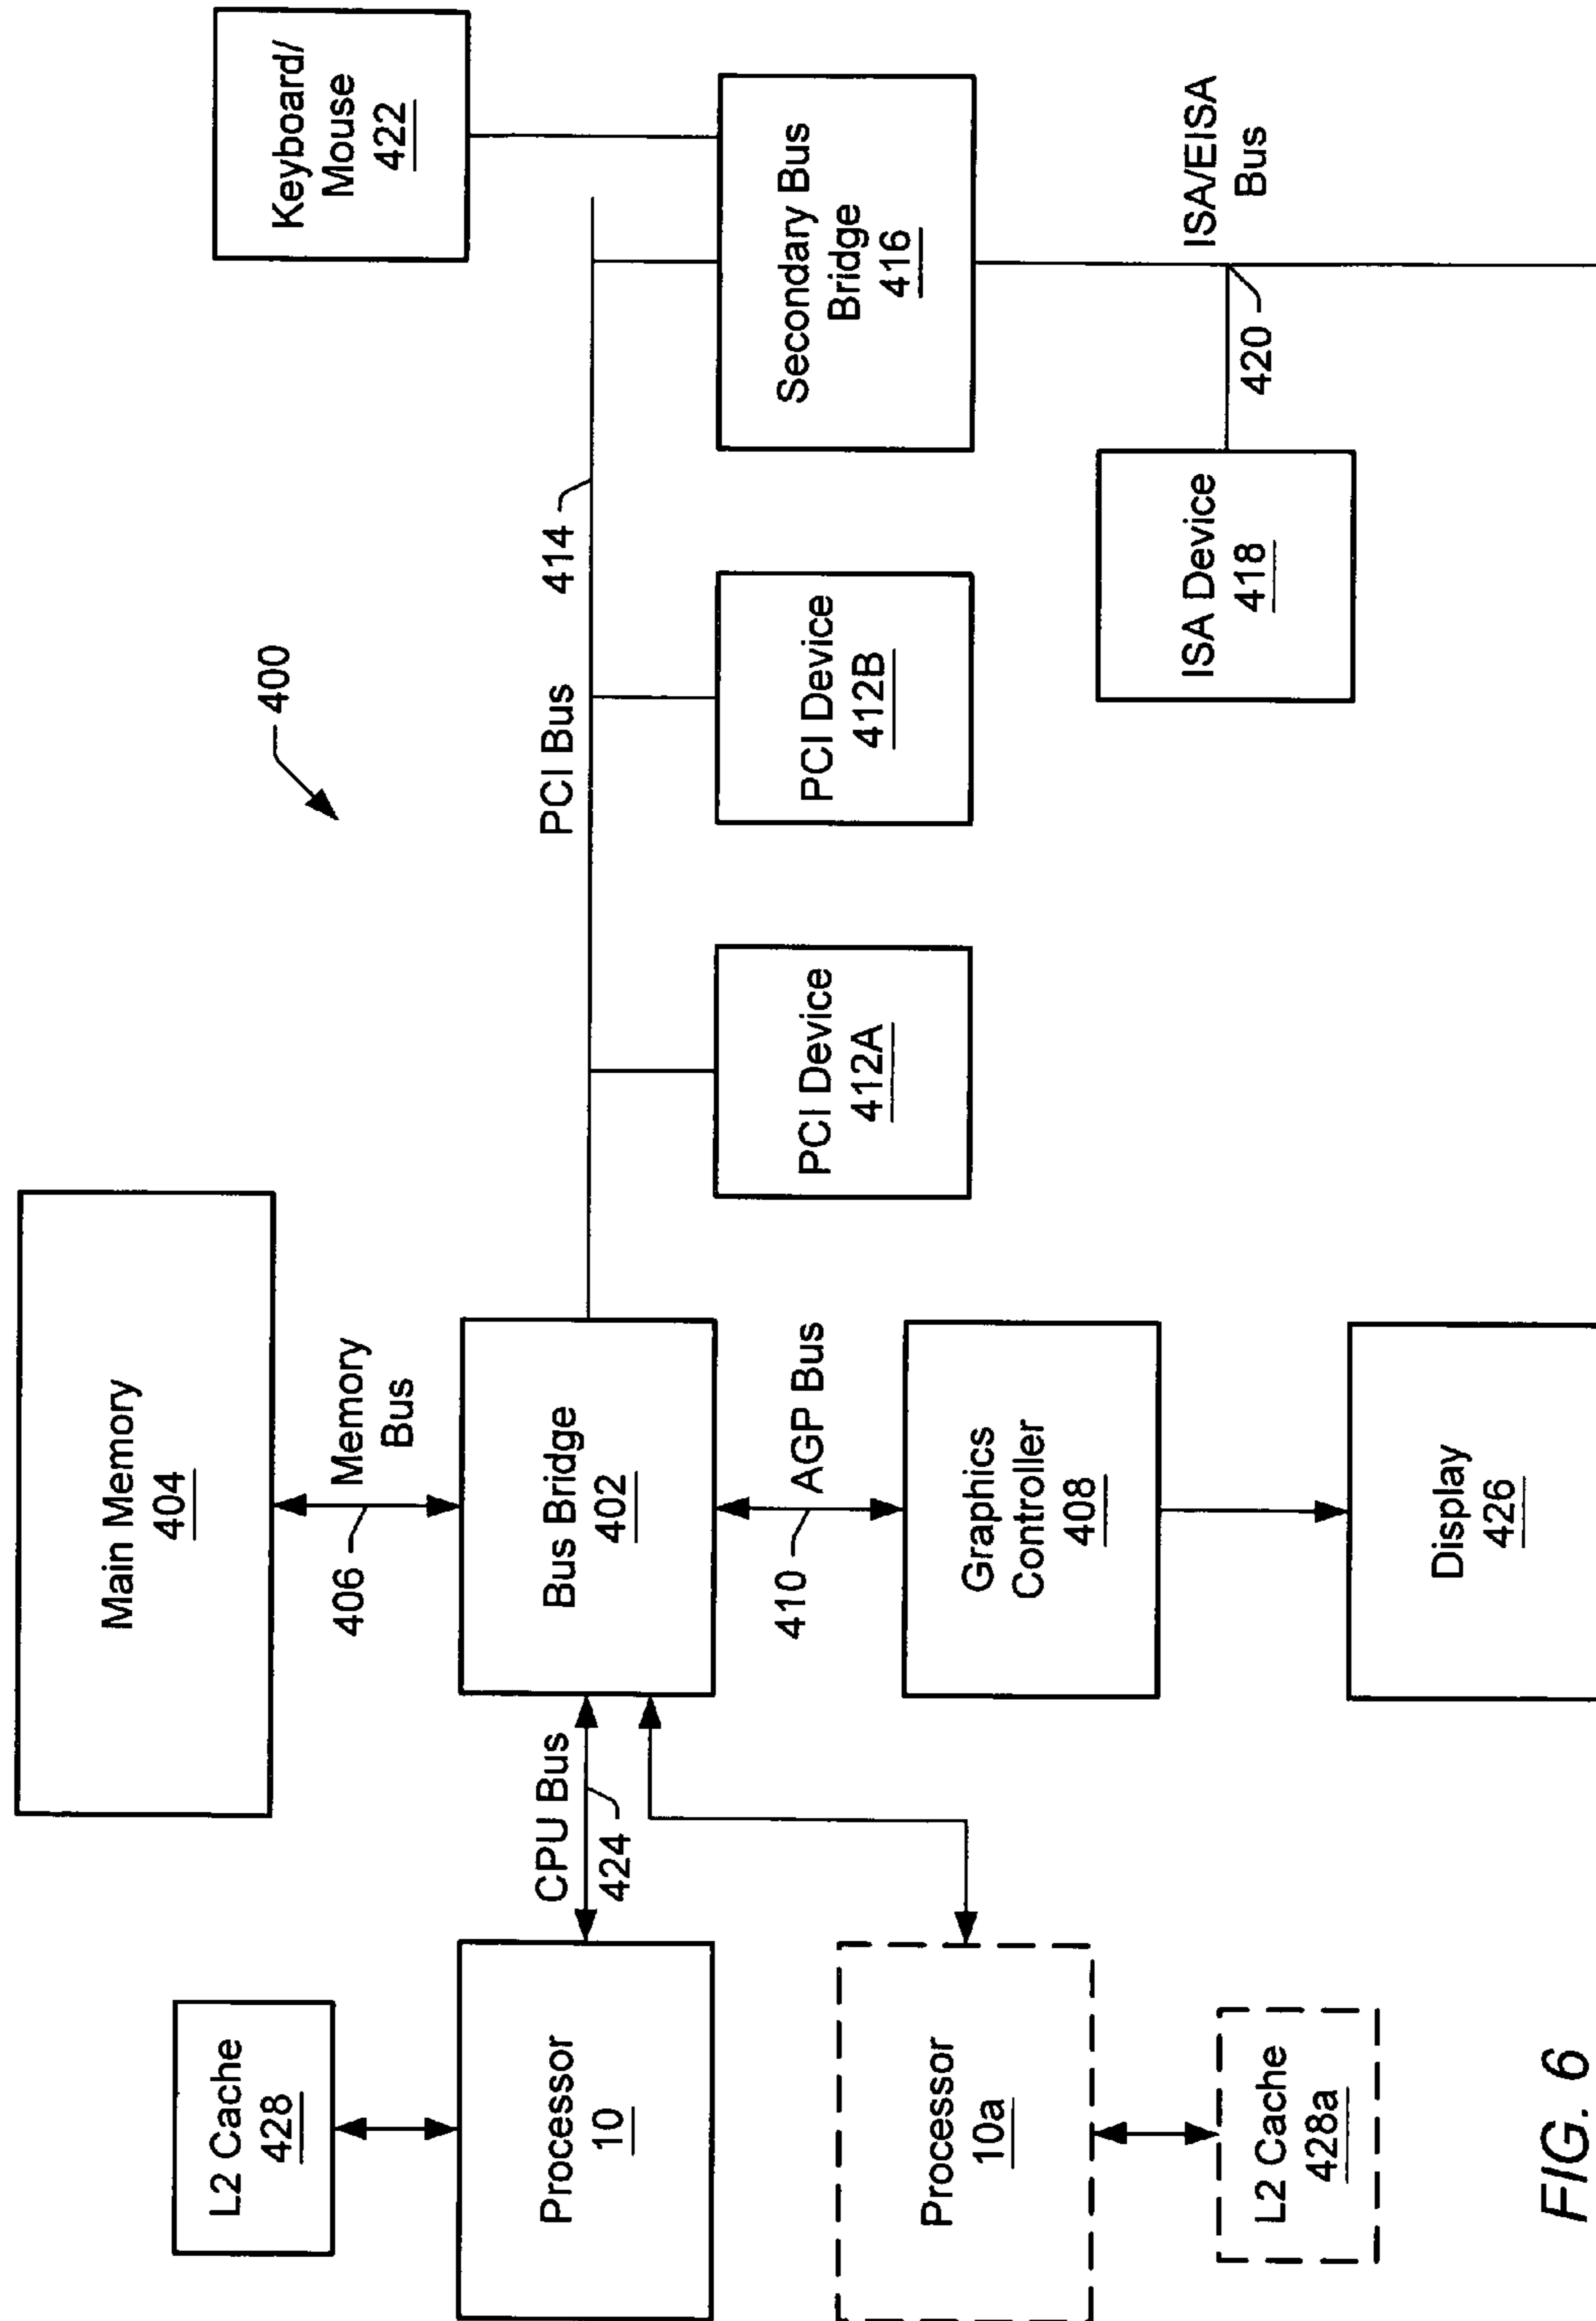 400
Main Memory
404
406
Memory
Bus
L2 Cache
428
Processor
10
CPU Bus
424
Bus Bridge
402
PCI Bus
414
Keyboard/
Mouse
422
410
AGP Bus
PCI Device
412A
PCI Device
412B
Secondary Bus
Bridge
416
Processor
10a
L2 Cache
428a
Graphics
Controller
408
ISA Device
418
420
ISA/EISA
Bus
Display
426
FIG. 6